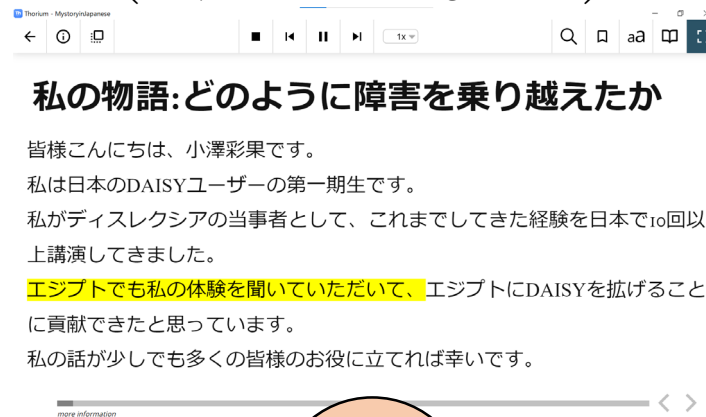 Thorium - MystoryinJapanese
1x
aa
私の物語:どのように障害を乗り越えたか
皆様こんにちは、小澤彩果です。
私は日本のDAISYユーザーの第一期生です。
私がディスレクシアの当事者として、これまでしてきた経験を日本で10回以
上講演してきました。
エジプトでも私の体験を聞いていただいて、エジプトにDAISYを拡げること
に貢献できたと思っています。
私の話が少しでも多くの皆様のお役に立てれば幸いです。
more information